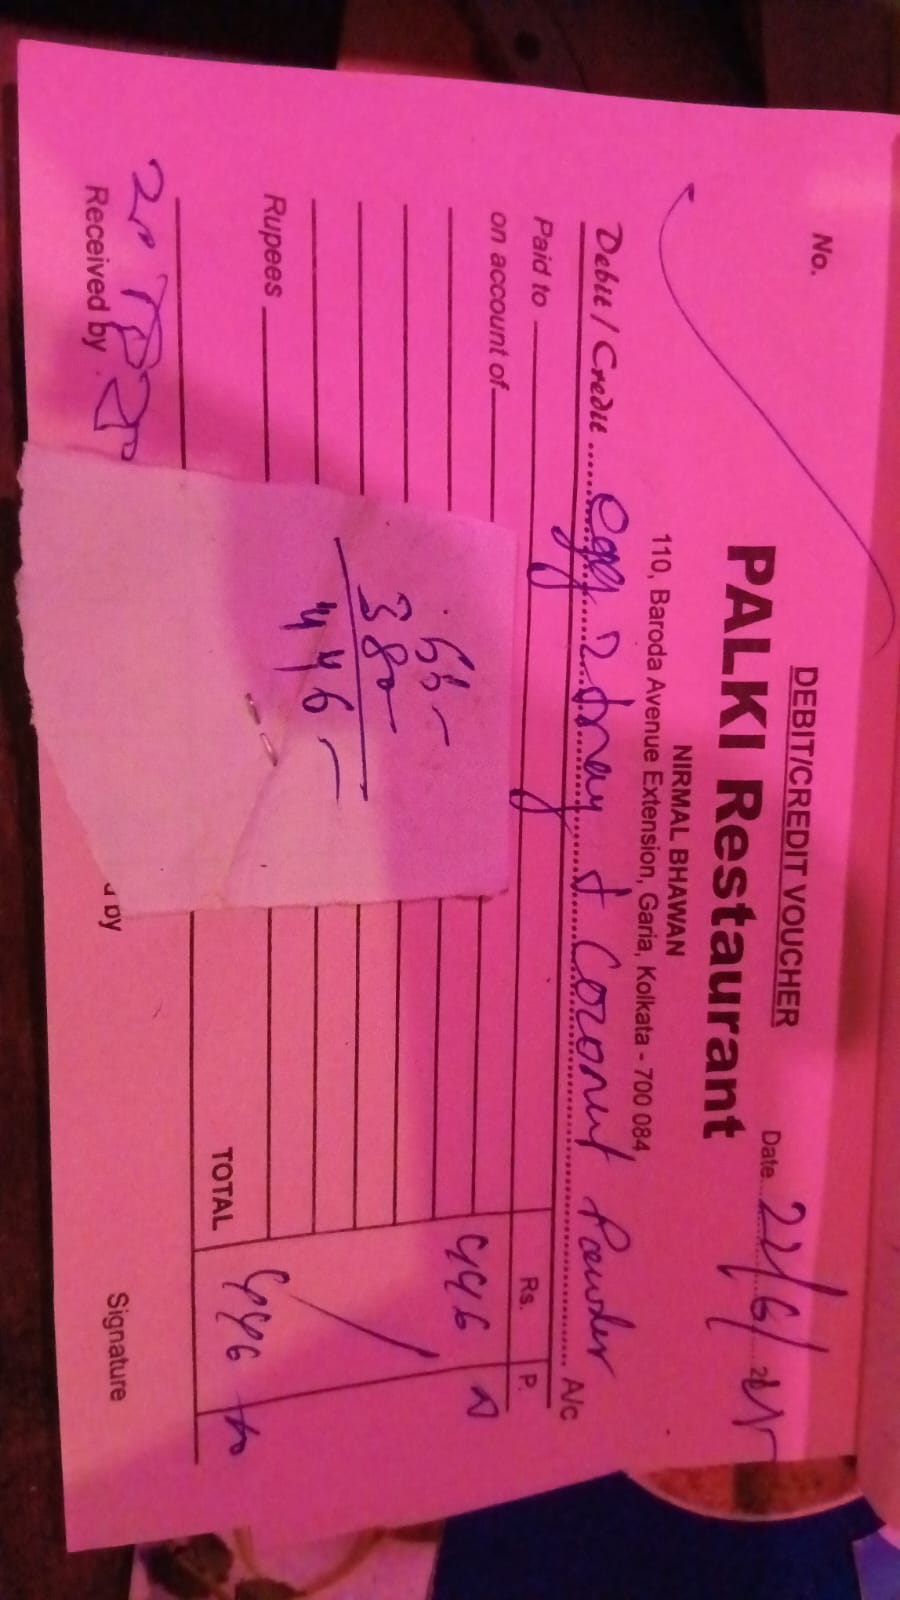 DEBIT/CREDIT VOUCHER
No.
Date 22/6/
PALKI Restaurant
NIRMAL BHAWAN
110, Baroda Avenue Extension, Garia, Kolkata - 700 084
Debit / Credit Egg 2 tray & Coconut Powder A/c
Paid to
Rs. P.
on account of
446
66 -
380 -
446 -
Rupees
TOTAL 446
Received by
d by
Signature